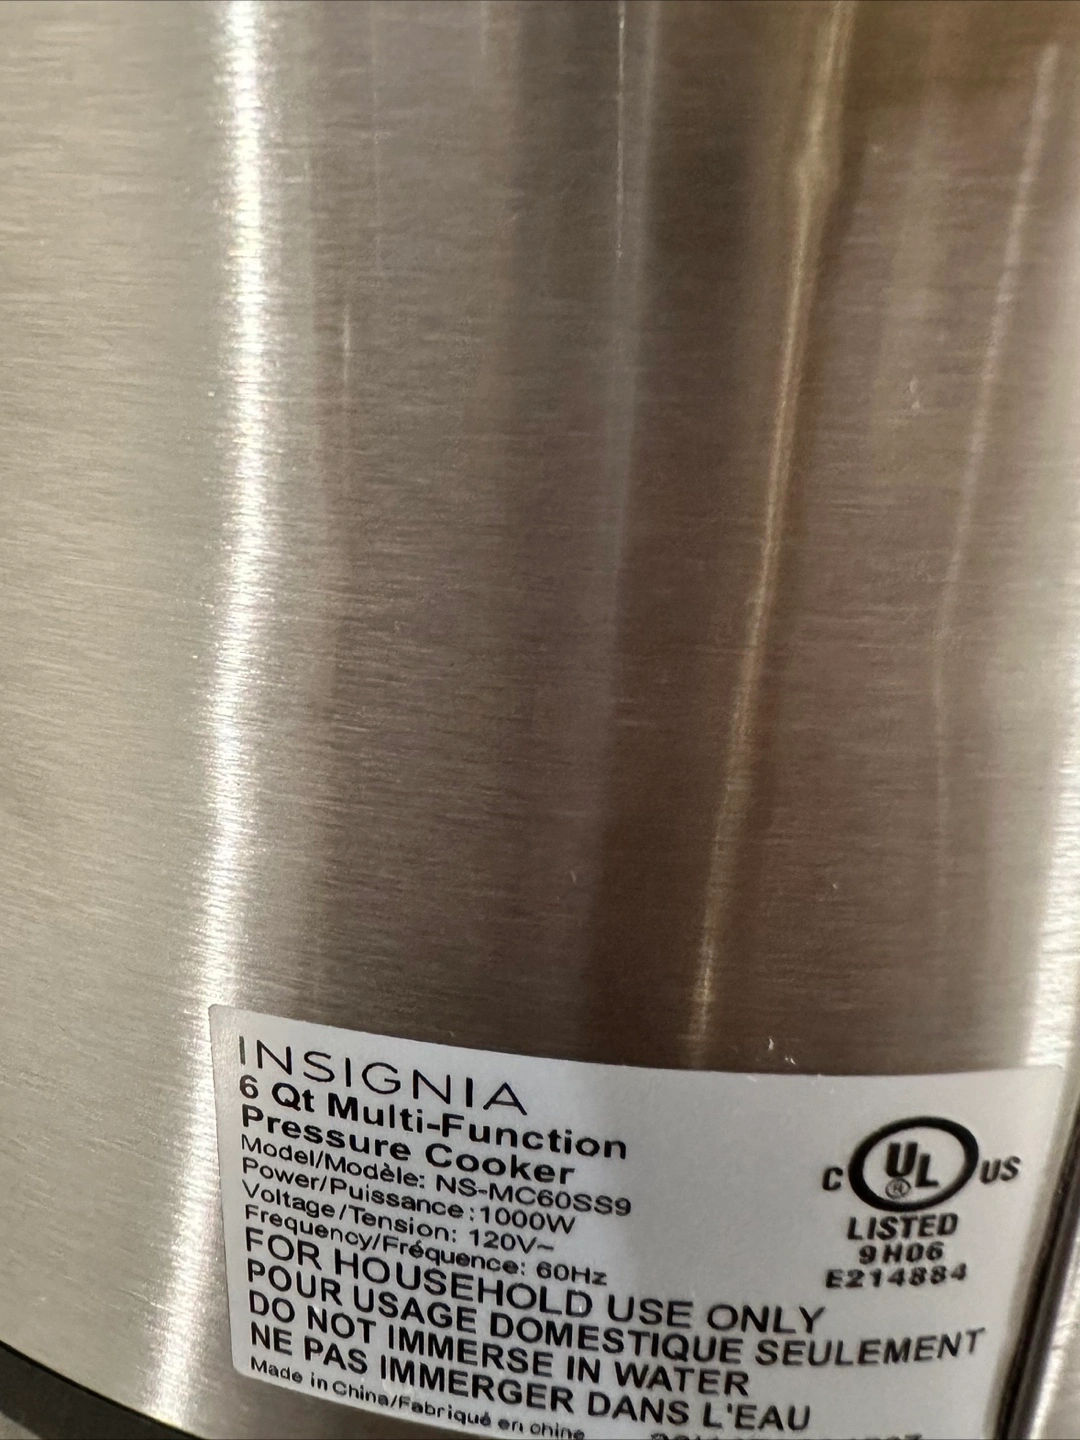 INSIGNIA
6 Qt Multi-Function
Pressure Cooker
Model/Modèle: NS-MC60SS9
Power/Puissance:1000W
Voltage/Tension: 120V~
Frequency/Fréquence: 60Hz
FOR HOUSEHOLD USE ONLY
POUR USAGE DOMESTIQUE SEULEMENT
DO NOT IMMERSE IN WATER
NE PAS IMMERGER DANS L'EAU
Made in China/Fabriqué en chine
C UL® US
LISTED
9H06
E214884